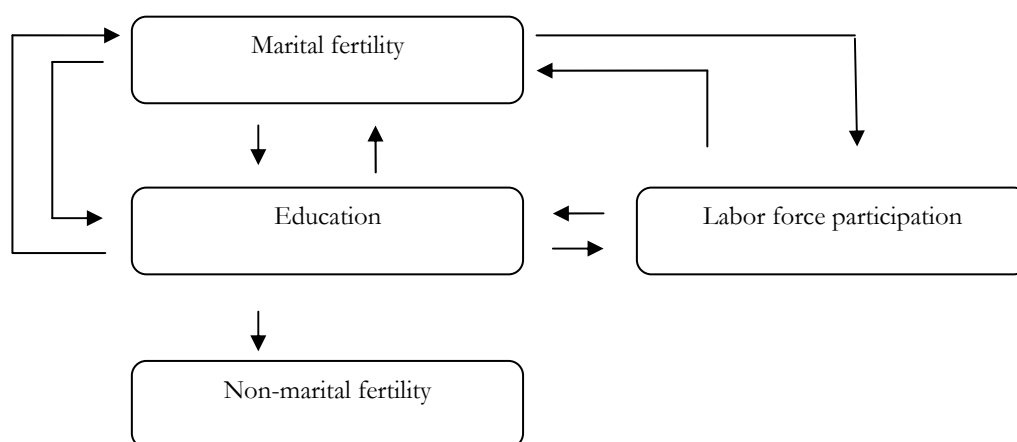 Marital fertility
Education
Labor force participation
Non-marital fertility